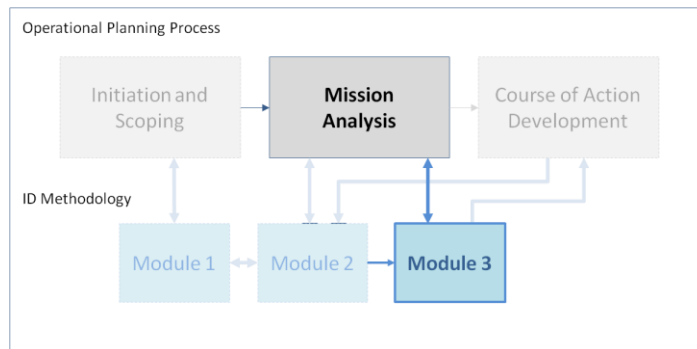 Operational Planning Process
Initiation and
Scoping
Mission
Analysis
Course of Action
Development
ID Methodology
Module 1
Module 2
Module 3